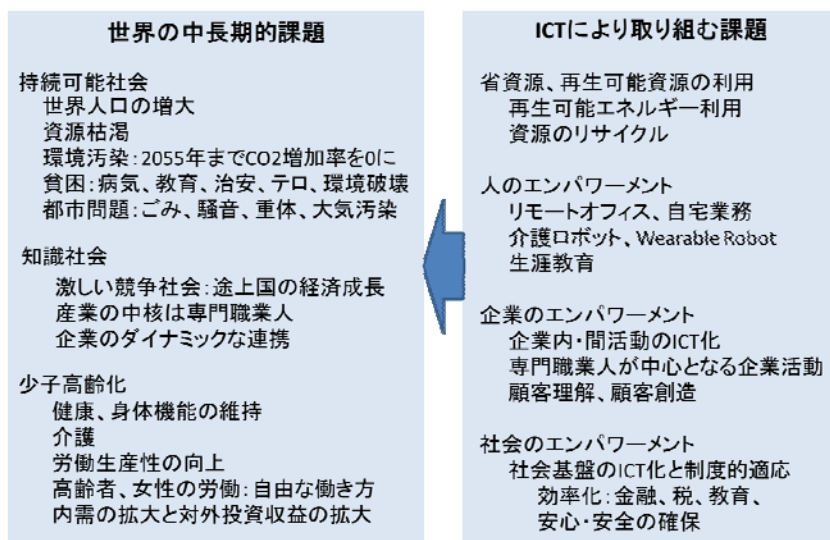 世界の中長期的課題
持続可能社会
世界人口の増大
資源枯渇
環境汚染：2055年までCO2増加率を0に
貧困：病気、教育、治安、テロ、環境破壊
都市問題：ごみ、騒音、重体、大気汚染
知識社会
激しい競争社会：途上国の経済成長
産業の中核は専門職業人
企業のダイナミックな連携
少子高齢化
健康、身体機能の維持
介護
労働生産性の向上
高齢者、女性の労働：自由な働き方
内需の拡大と対外投資収益の拡大
ICTにより取り組む課題
省資源、再生可能資源の利用
再生可能エネルギー利用
資源のリサイクル
人のエンパワーメント
リモートオフィス、自宅業務
介護ロボット、Wearable Robot
生涯教育
企業のエンパワーメント
企業内・間活動のICT化
専門職業人が中心となる企業活動
顧客理解、顧客創造
社会のエンパワーメント
社会基盤のICT化と制度的適応
効率化：金融、税、教育、
安心・安全の確保